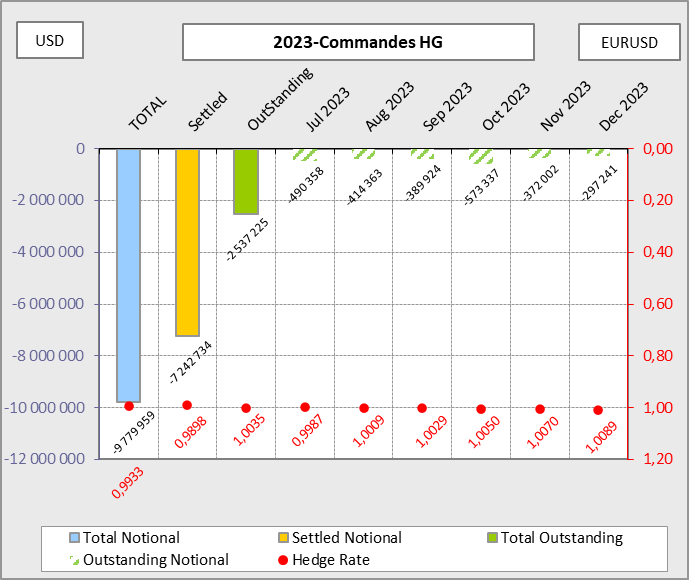 USD
2023-Commandes HG
EURUSD
TOTAL
Settled
OutStanding
Jul 2023
Aug 2023
Sep 2023
Oct 2023
Nov 2023
Dec 2023
0
-2 000 000
-4 000 000
-6 000 000
-8 000 000
-10 000 000
-12 000 000
0,00
0,20
0,40
0,60
0,80
1,00
1,20
-9 779 959
-7 242 734
-2 537 225
-490 358
-414 363
-389 924
-573 337
-372 002
-297 241
0,9933
0,9898
1,0035
0,9987
1,0009
1,0029
1,0050
1,0070
1,0089
Total Notional
Settled Notional
Total Outstanding
Outstanding Notional
Hedge Rate